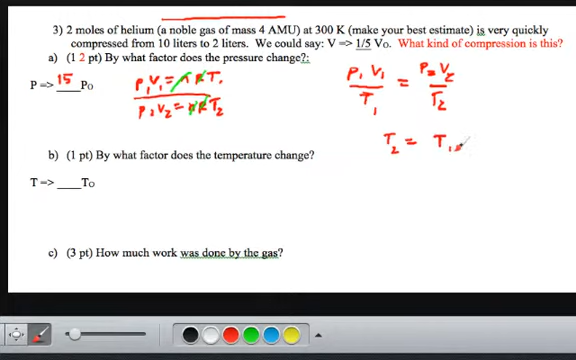 3) 2 moles of helium (a noble gas of mass 4 AMU) at 300 K (make your best estimate) is very quickly
compressed from 10 liters to 2 liters. We could say: V => 1/5 Vo. What kind of compression is this?
a) (1 2 pt) By what factor does the pressure change?:
P => 15 Po
P₁V₁ = nRT₁
P₂V₂ = nRT₂
P₁V₁/T₁ = P₂V₂/T₂
T₂ = T₁
b) (1 pt) By what factor does the temperature change?
T => ___To
c) (3 pt) How much work was done by the gas?